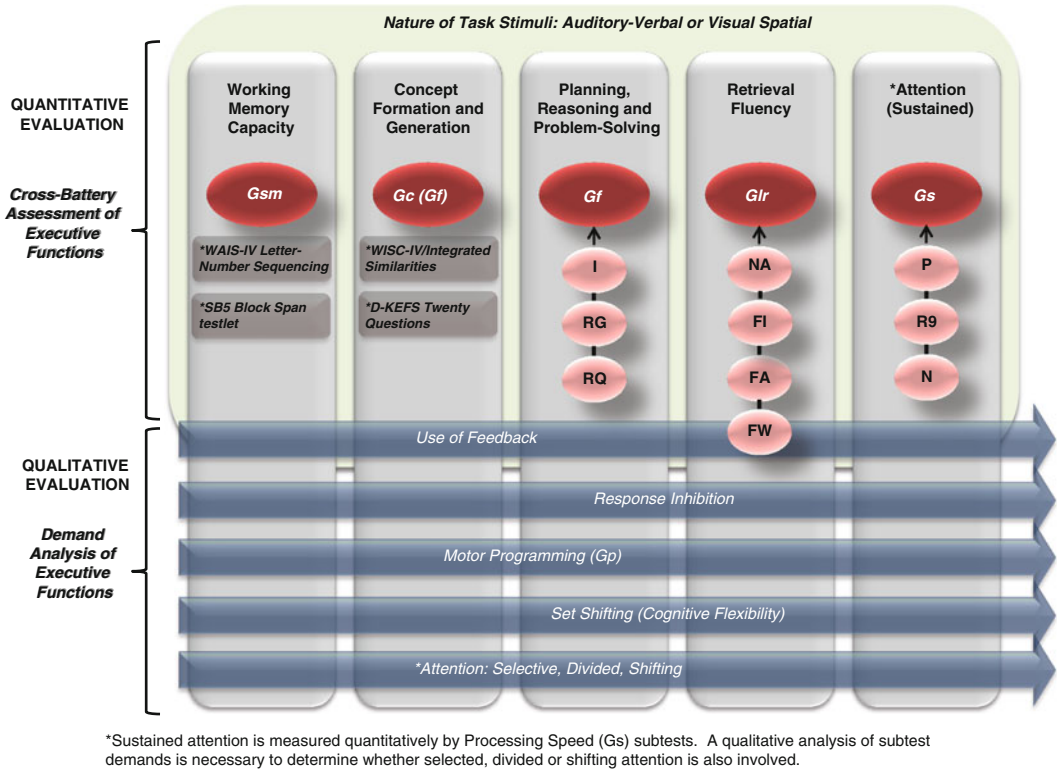 Nature of Task Stimuli: Auditory-Verbal or Visual Spatial
QUANTITATIVE
EVALUATION
Cross-Battery
Assessment of
Executive
Functions
Working
Memory
Capacity
Gsm
*WAIS-IV Letter-
Number Sequencing
*SB5 Block Span
testlet
Concept
Formation and
Generation
Gc (Gf)
*WISC-IV/Integrated
Similarities
*D-KEFS Twenty
Questions
Planning,
Reasoning and
Problem-Solving
Gf
I
RG
RQ
Retrieval
Fluency
Glr
NA
FI
FA
FW
*Attention
(Sustained)
Gs
P
R9
N
QUALITATIVE
EVALUATION
Demand
Analysis of
Executive
Functions
Use of Feedback
Response Inhibition
Motor Programming (Gp)
Set Shifting (Cognitive Flexibility)
*Attention: Selective, Divided, Shifting
*Sustained attention is measured quantitatively by Processing Speed (Gs) subtests. A qualitative analysis of subtest
demands is necessary to determine whether selected, divided or shifting attention is also involved.